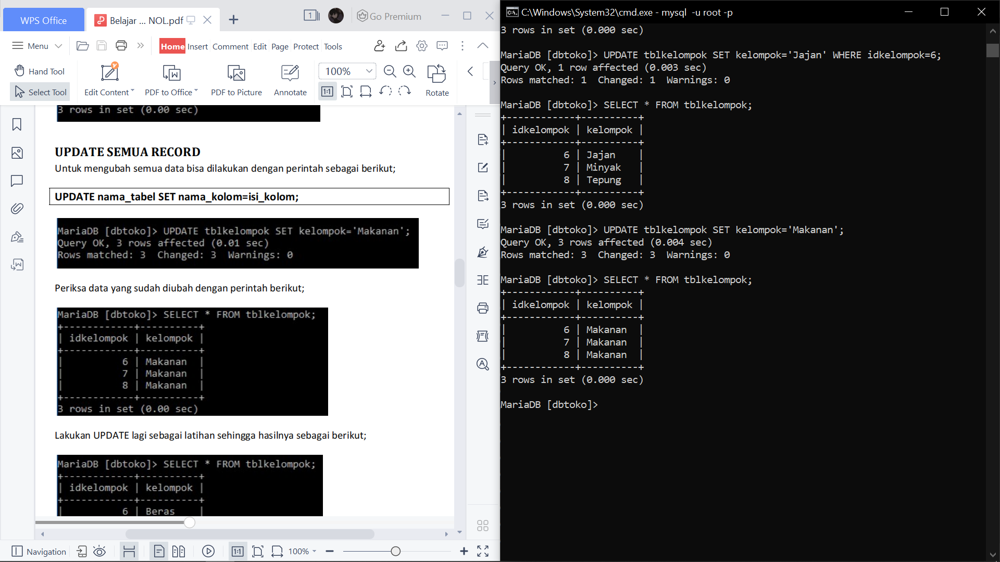 WPS Office
Belajar ... NOL.pdf
1
Go Premium
Menu
Home Insert Comment Edit Page Protect Tools
Hand Tool
Select Tool
Edit Content
PDF to Office
PDF to Picture
Annotate
100%
1:1
Rotate
3 rows in set (0.00 sec)
UPDATE SEMUA RECORD
Untuk mengubah semua data bisa dilakukan dengan perintah sebagai berikut;
UPDATE nama_tabel SET nama_kolom=isi_kolom;
MariaDB [dbtoko]> UPDATE tblkelompok SET kelompok='Makanan';
Query OK, 3 rows affected (0.01 sec)
Rows matched: 3  Changed: 3  Warnings: 0
Periksa data yang sudah diubah dengan perintah berikut;
MariaDB [dbtoko]> SELECT * FROM tblkelompok;
+------------+----------+
| idkelompok | kelompok |
+------------+----------+
|          6 | Makanan  |
|          7 | Makanan  |
|          8 | Makanan  |
+------------+----------+
3 rows in set (0.00 sec)
Lakukan UPDATE lagi sebagai latihan sehingga hasilnya sebagai berikut;
MariaDB [dbtoko]> SELECT * FROM tblkelompok;
+------------+----------+
| idkelompok | kelompok |
+------------+----------+
|          6 | Beras    |
Navigation
1:1
100%
C:\Windows\System32\cmd.exe - mysql  -u root -p
3 rows in set (0.000 sec)
MariaDB [dbtoko]> UPDATE tblkelompok SET kelompok='Jajan' WHERE idkelompok=6;
Query OK, 1 row affected (0.003 sec)
Rows matched: 1  Changed: 1  Warnings: 0
MariaDB [dbtoko]> SELECT * FROM tblkelompok;
+------------+----------+
| idkelompok | kelompok |
+------------+----------+
|          6 | Jajan    |
|          7 | Minyak   |
|          8 | Tepung   |
+------------+----------+
3 rows in set (0.000 sec)
MariaDB [dbtoko]> UPDATE tblkelompok SET kelompok='Makanan';
Query OK, 3 rows affected (0.004 sec)
Rows matched: 3  Changed: 3  Warnings: 0
MariaDB [dbtoko]> SELECT * FROM tblkelompok;
+------------+----------+
| idkelompok | kelompok |
+------------+----------+
|          6 | Makanan  |
|          7 | Makanan  |
|          8 | Makanan  |
+------------+----------+
3 rows in set (0.000 sec)
MariaDB [dbtoko]>